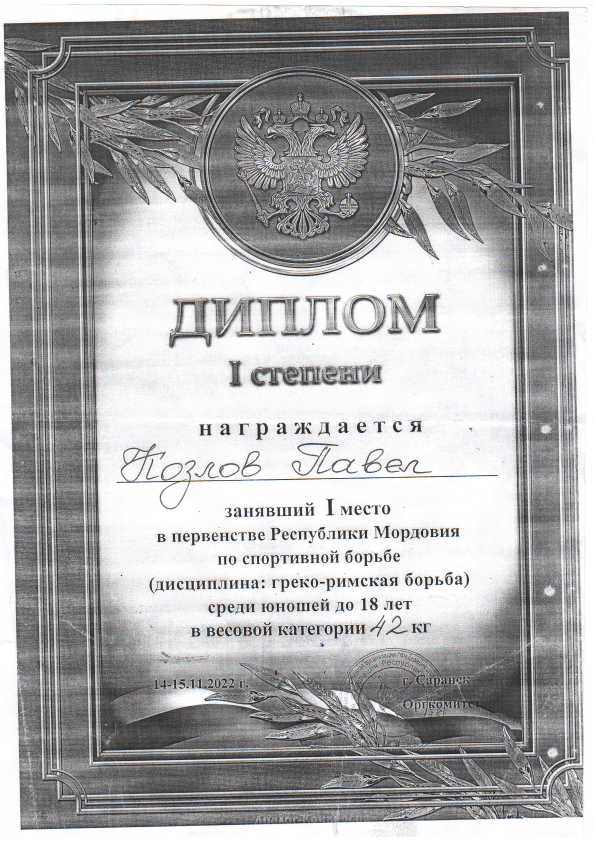 ДИПЛОМ
I степени
награждается
Козлов Павел
занявший I место
в первенстве Республики Мордовия
по спортивной борьбе
(дисциплина: греко-римская борьба)
среди юношей до 18 лет
в весовой категории 42 кг
14-15.11.2022 г.
г. Саранск
Оргкомитет